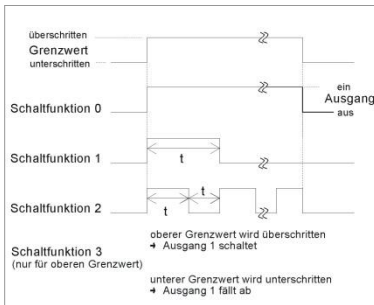 überschritten
Grenzwert
unterschritten
ein
Schaltfunktion 0
Ausgang
aus
Schaltfunktion 1
t
t
Schaltfunktion 2
t
Schaltfunktion 3
(nur für oberen Grenzwert)
oberer Grenzwert wird überschritten
→ Ausgang 1 schaltet
unterer Grenzwert wird unterschritten
→ Ausgang 1 fällt ab